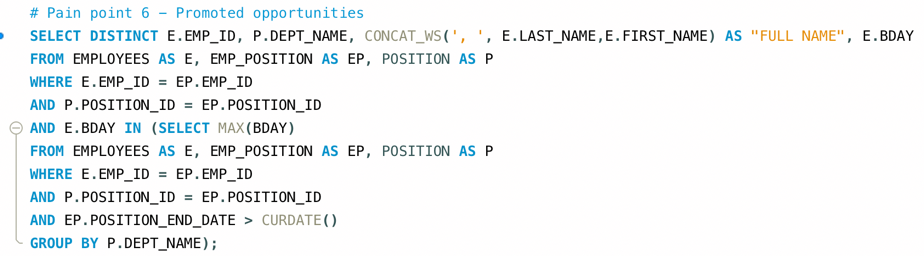 # Pain point 6 – Promoted opportunities
SELECT DISTINCT E.EMP_ID, P.DEPT_NAME, CONCAT_WS(', ', E.LAST_NAME,E.FIRST_NAME) AS "FULL NAME", E.BDAY
FROM EMPLOYEES AS E, EMP_POSITION AS EP, POSITION AS P
WHERE E.EMP_ID = EP.EMP_ID
AND P.POSITION_ID = EP.POSITION_ID
AND E.BDAY IN (SELECT MAX(BDAY)
FROM EMPLOYEES AS E, EMP_POSITION AS EP, POSITION AS P
WHERE E.EMP_ID = EP.EMP_ID
AND P.POSITION_ID = EP.POSITION_ID
AND EP.POSITION_END_DATE > CURDATE()
GROUP BY P.DEPT_NAME);